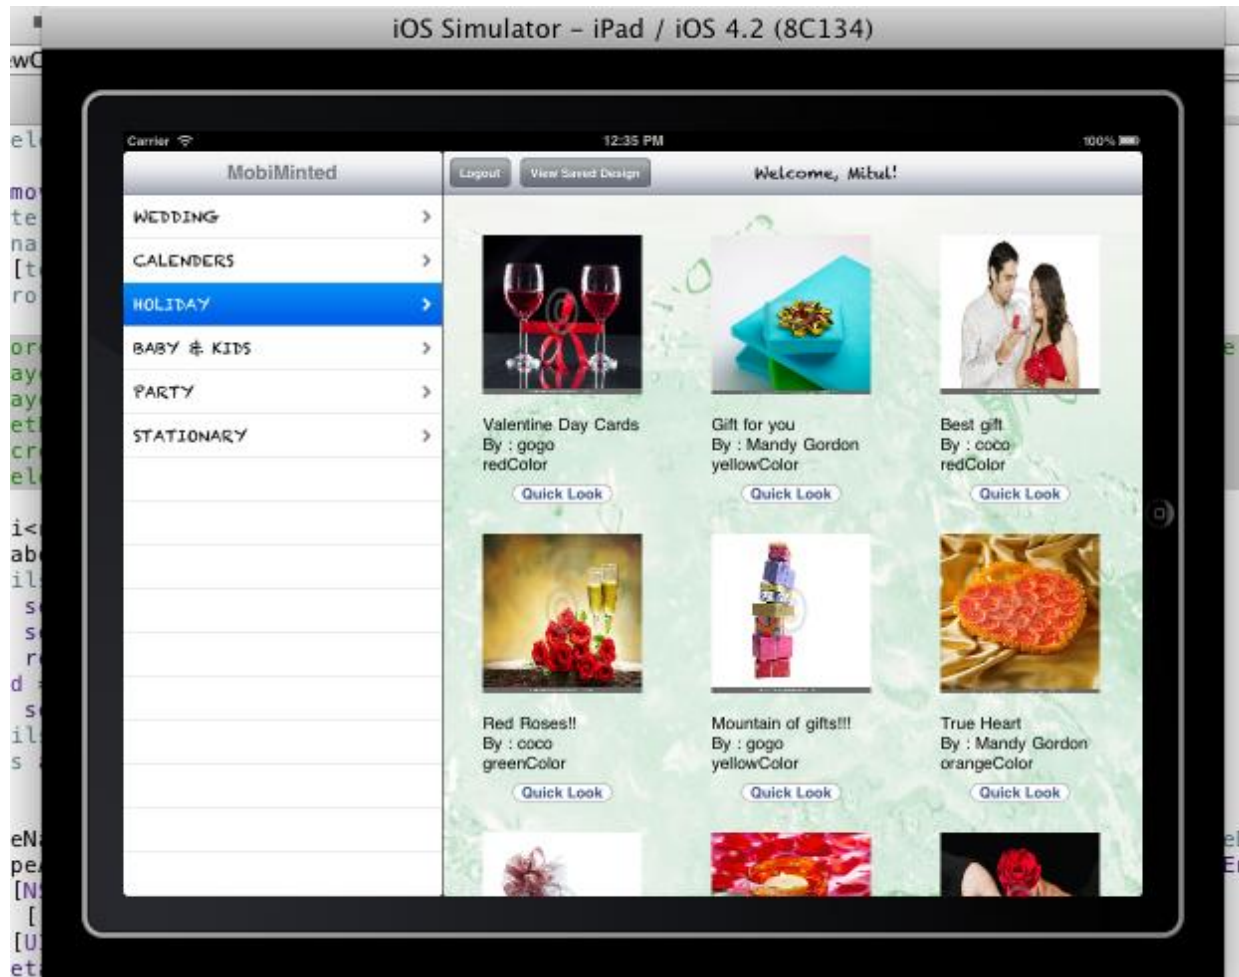 iOS Simulator – iPad / iOS 4.2 (8C134)
Carrier
12:35 PM
100%
MobiMinted
Logout
View Saved Design
Welcome, Mitul!
WEDDING
CALENDERS
HOLIDAY
BABY & KIDS
PARTY
STATIONARY
Valentine Day Cards
By : gogo
redColor
Quick Look
Gift for you
By : Mandy Gordon
yellowColor
Quick Look
Best gift
By : coco
redColor
Quick Look
Red Roses!!
By : coco
greenColor
Quick Look
Mountain of gifts!!!
By : gogo
yellowColor
Quick Look
True Heart
By : Mandy Gordon
orangeColor
Quick Look